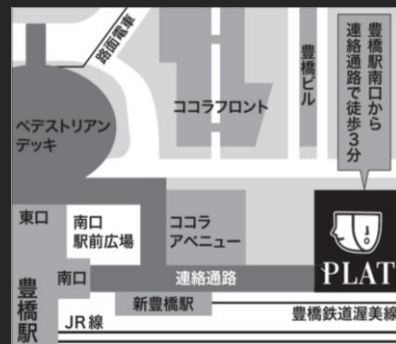 路面電車
豊橋ビル
豊橋駅南口から
連絡通路で徒歩3分
ココラフロント
ペデストリアン
デッキ
東口
南口
駅前広場
ココラ
アベニュー
PLAT
南口
連絡通路
豊橋駅
新豊橋駅
JR線
豊橋鉄道渥美線